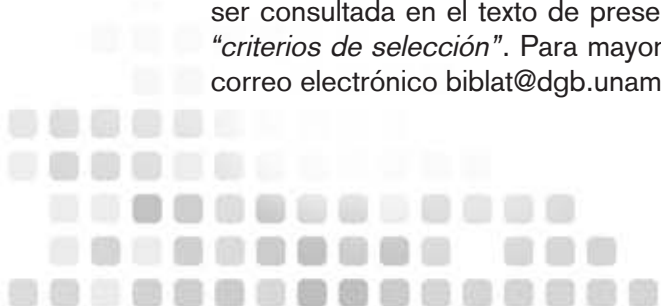 ser consultada en el texto de prese
“criterios de selección”. Para mayor
correo electrónico biblat@dgb.unam